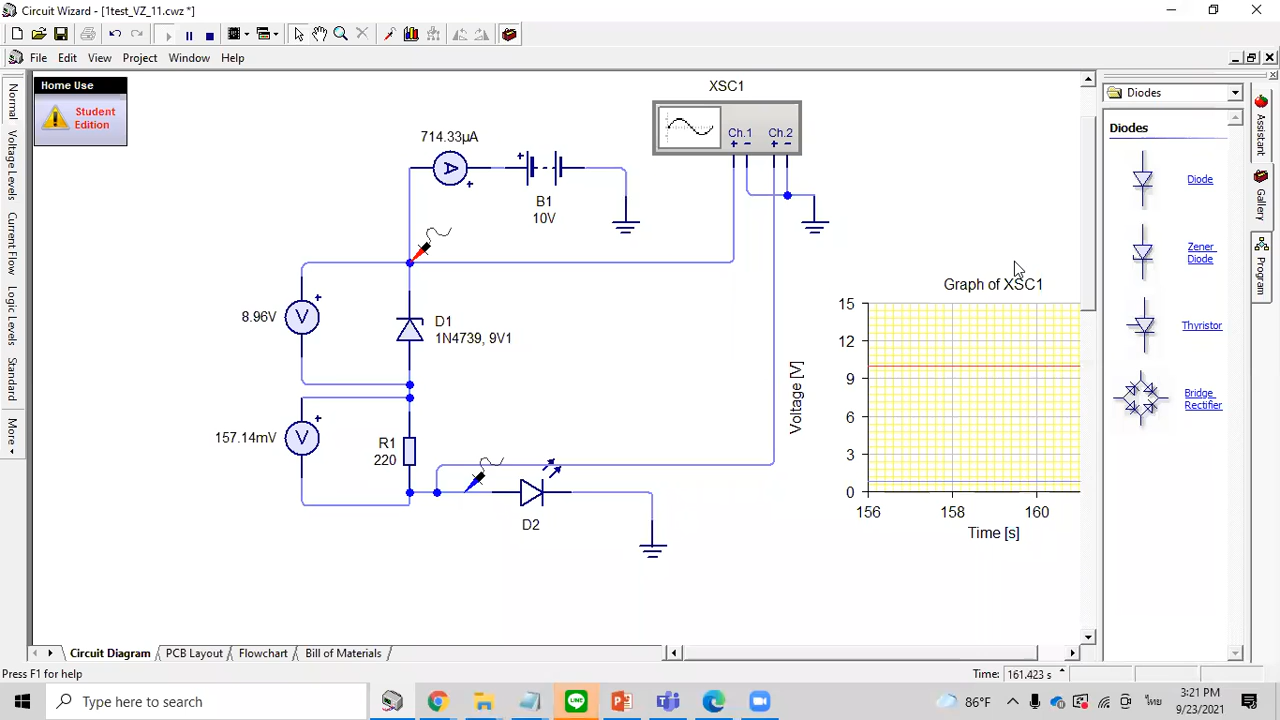 Circuit Wizard - [1test_VZ_11.cwz *]
File Edit View Project Window Help
Home Use
Student
Edition
Normal
Voltage Levels
Current Flow
Logic Levels
Standard
More
714.33µA
A
B1
10V
XSC1
Ch.1
Ch.2
8.96V
V
D1
1N4739, 9V1
157.14mV
V
R1
220
D2
Graph of XSC1
15
12
9
6
3
0
Voltage [V]
156 158 160
Time [s]
Diodes
Diodes
Diode
Zener
Diode
Thyristor
Bridge
Rectifier
Assistant
Gallery
Program
Circuit Diagram PCB Layout Flowchart Bill of Materials
Press F1 for help
Time: 161.423 s
Type here to search
LINE
86°F
ไทย
3:21 PM
9/23/2021